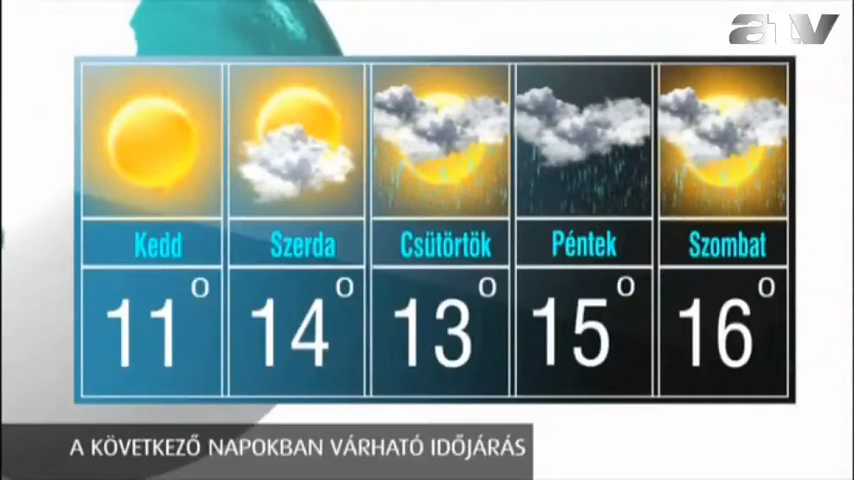 atv
Kedd Szerda Csütörtök Péntek Szombat
11° 14° 13° 15° 16°
A KÖVETKEZŐ NAPOKBAN VÁRHATÓ IDŐJÁRÁS